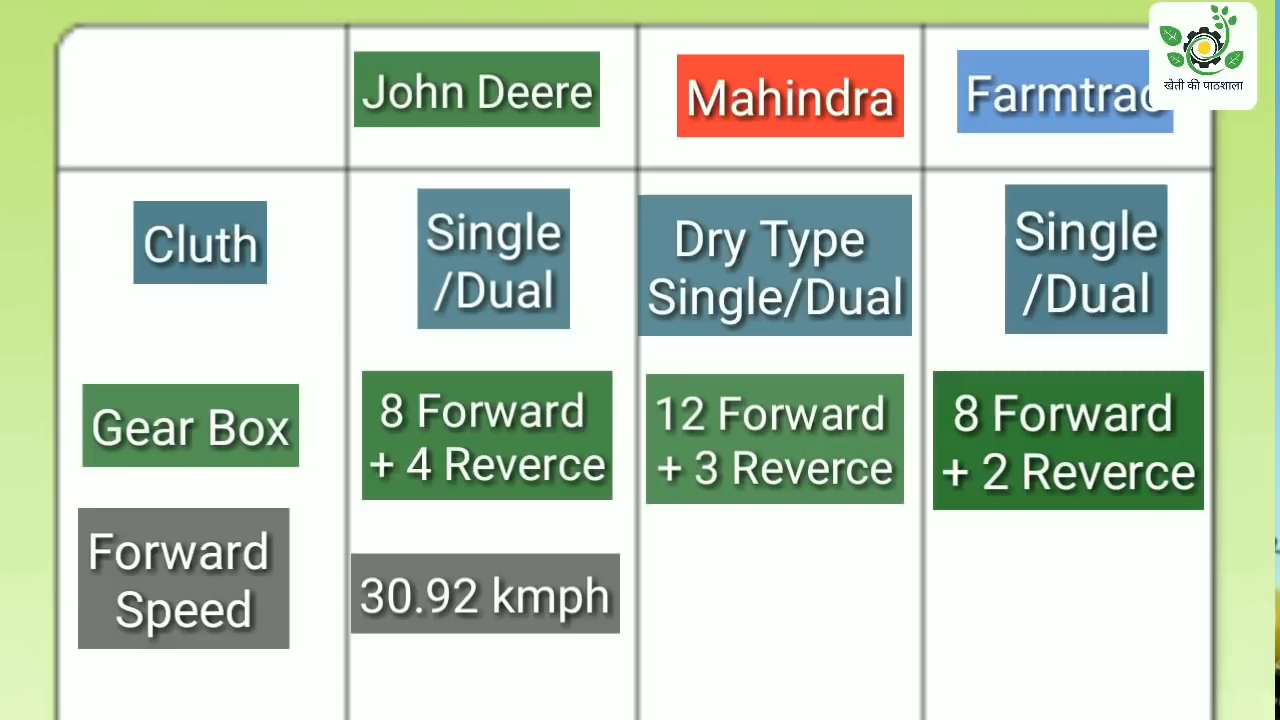 John Deere
Mahindra
Farmtrac
खेती की पाठशाला
Cluth
Single
/Dual
Dry Type
Single/Dual
Single
/Dual
Gear Box
8 Forward
+ 4 Reverce
12 Forward
+ 3 Reverce
8 Forward
+ 2 Reverce
Forward
Speed
30.92 kmph